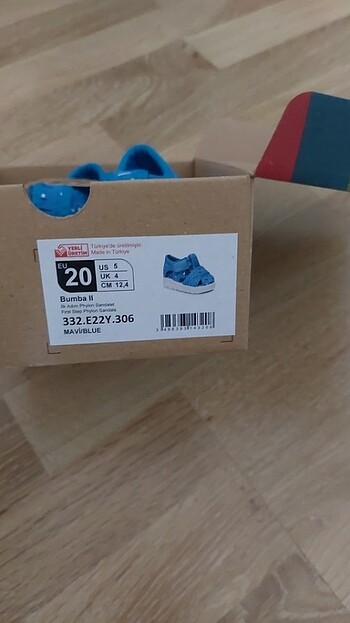 YERLİ
ÜRETİM
Türkiye'de üretilmiştir.
Made in Türkiye
EU
20
US 5
UK 4
CM 12,4
Bumba II
İlk Adım Phylon Sandalet
First Step Phylon Sandals
332.E22Y.306
MAVİ/BLUE